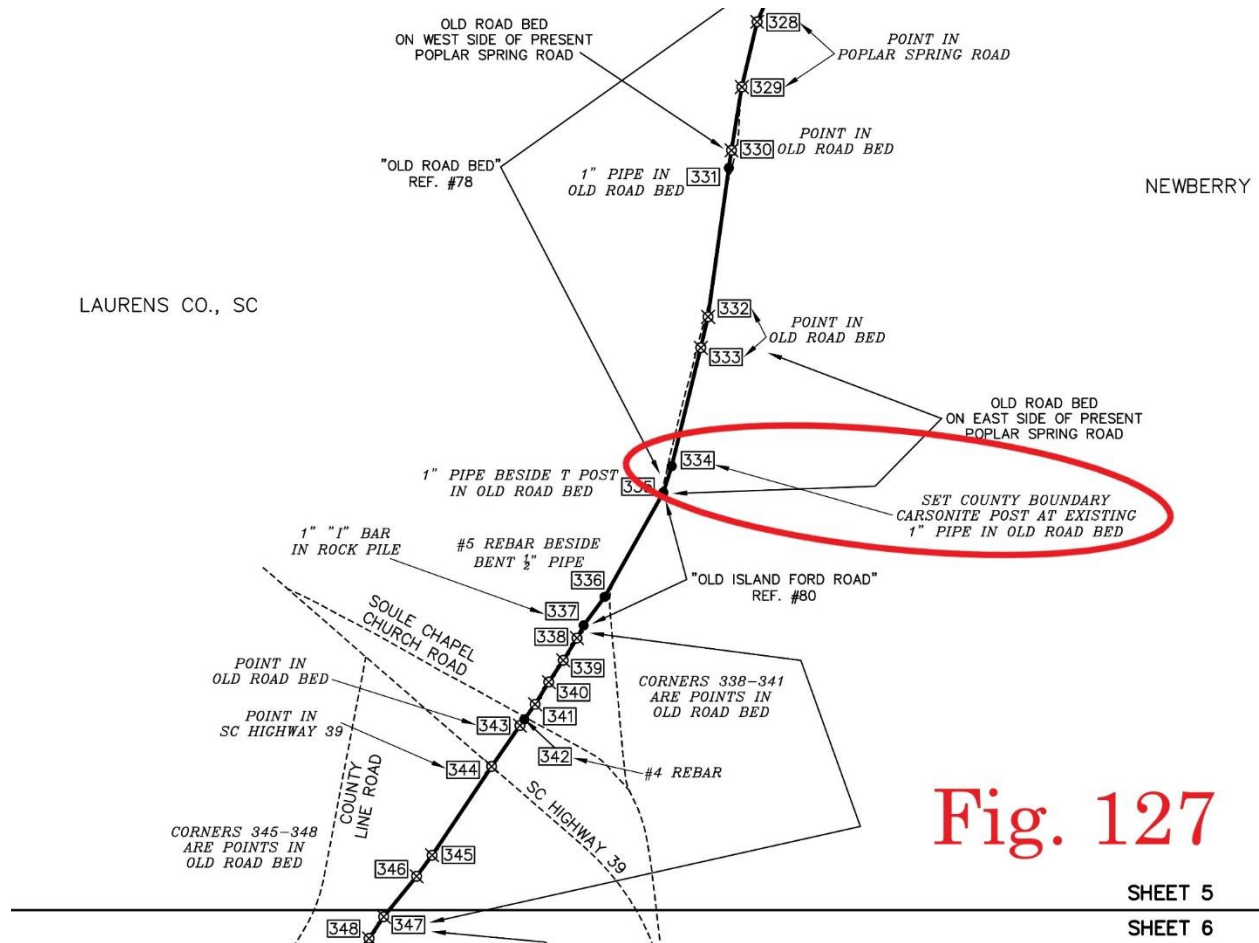 OLD ROAD BED
ON WEST SIDE OF PRESENT
POPLAR SPRING ROAD
328
POINT IN
POPLAR SPRING ROAD
329
330
POINT IN
OLD ROAD BED
"OLD ROAD BED"
REF. #78
331
1" PIPE IN
OLD ROAD BED
NEWBERRY
LAURENS CO., SC
332
POINT IN
OLD ROAD BED
333
OLD ROAD BED
ON EAST SIDE OF PRESENT
POPLAR SPRING ROAD
334
1" PIPE BESIDE T POST
IN OLD ROAD BED
335
SET COUNTY BOUNDARY
CARSONITE POST AT EXISTING
1" PIPE IN OLD ROAD BED
1" "I" BAR
IN ROCK PILE
#5 REBAR BESIDE
BENT ½" PIPE
336
"OLD ISLAND FORD ROAD"
REF. #80
337
338
SOULE CHAPEL
CHURCH ROAD
339
340
341
CORNERS 338-341
ARE POINTS IN
OLD ROAD BED
POINT IN
OLD ROAD BED
343
342
#4 REBAR
POINT IN
SC HIGHWAY 39
344
COUNTY
LINE ROAD
SC HIGHWAY 39
CORNERS 345-348
ARE POINTS IN
OLD ROAD BED
345
346
347
348
Fig. 127
SHEET 5
SHEET 6